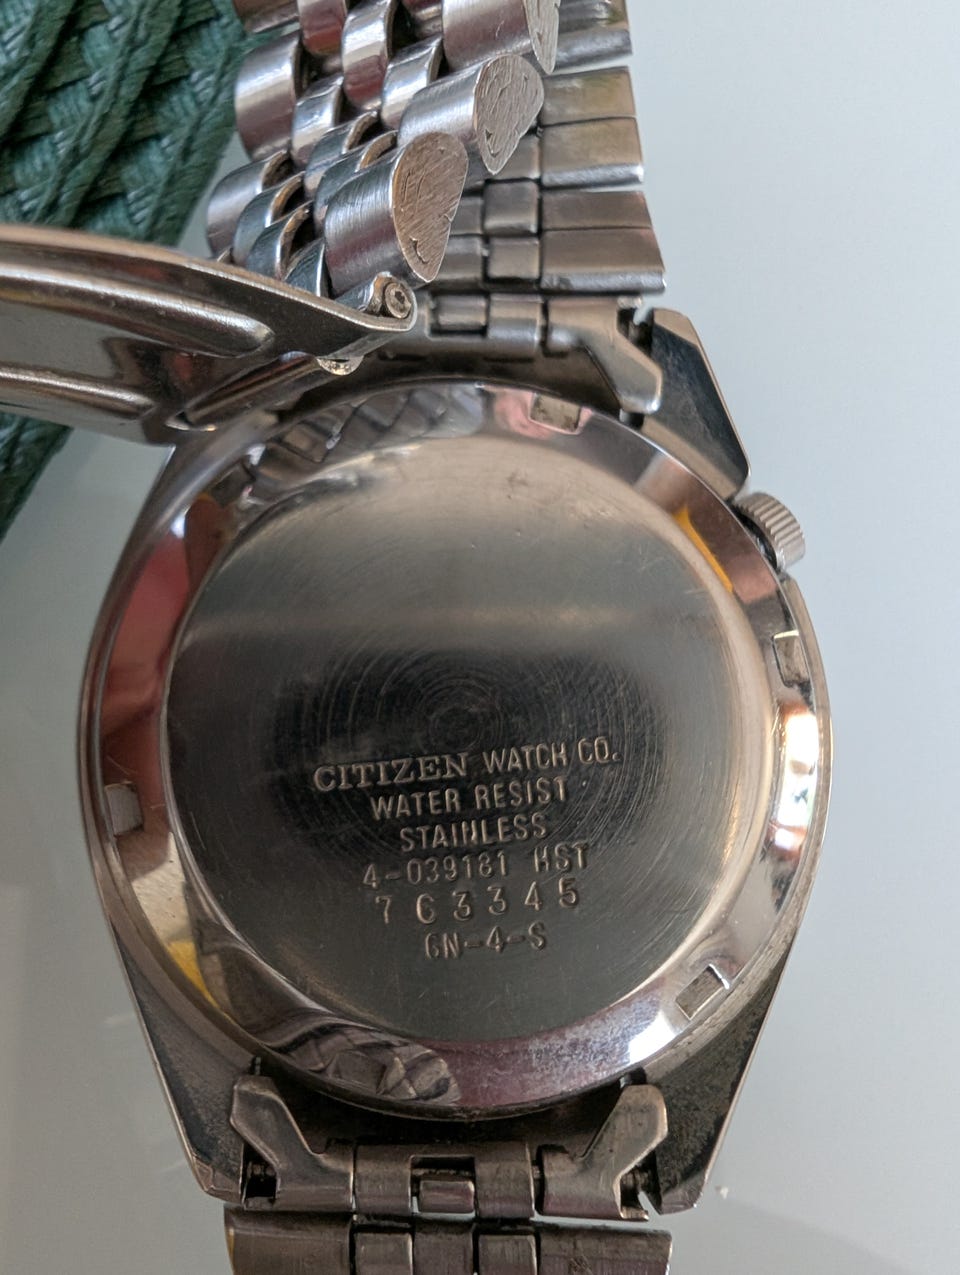 CITIZEN WATCH CO.
WATER RESIST
STAINLESS
4-039181 HST
763345
GN-4-S